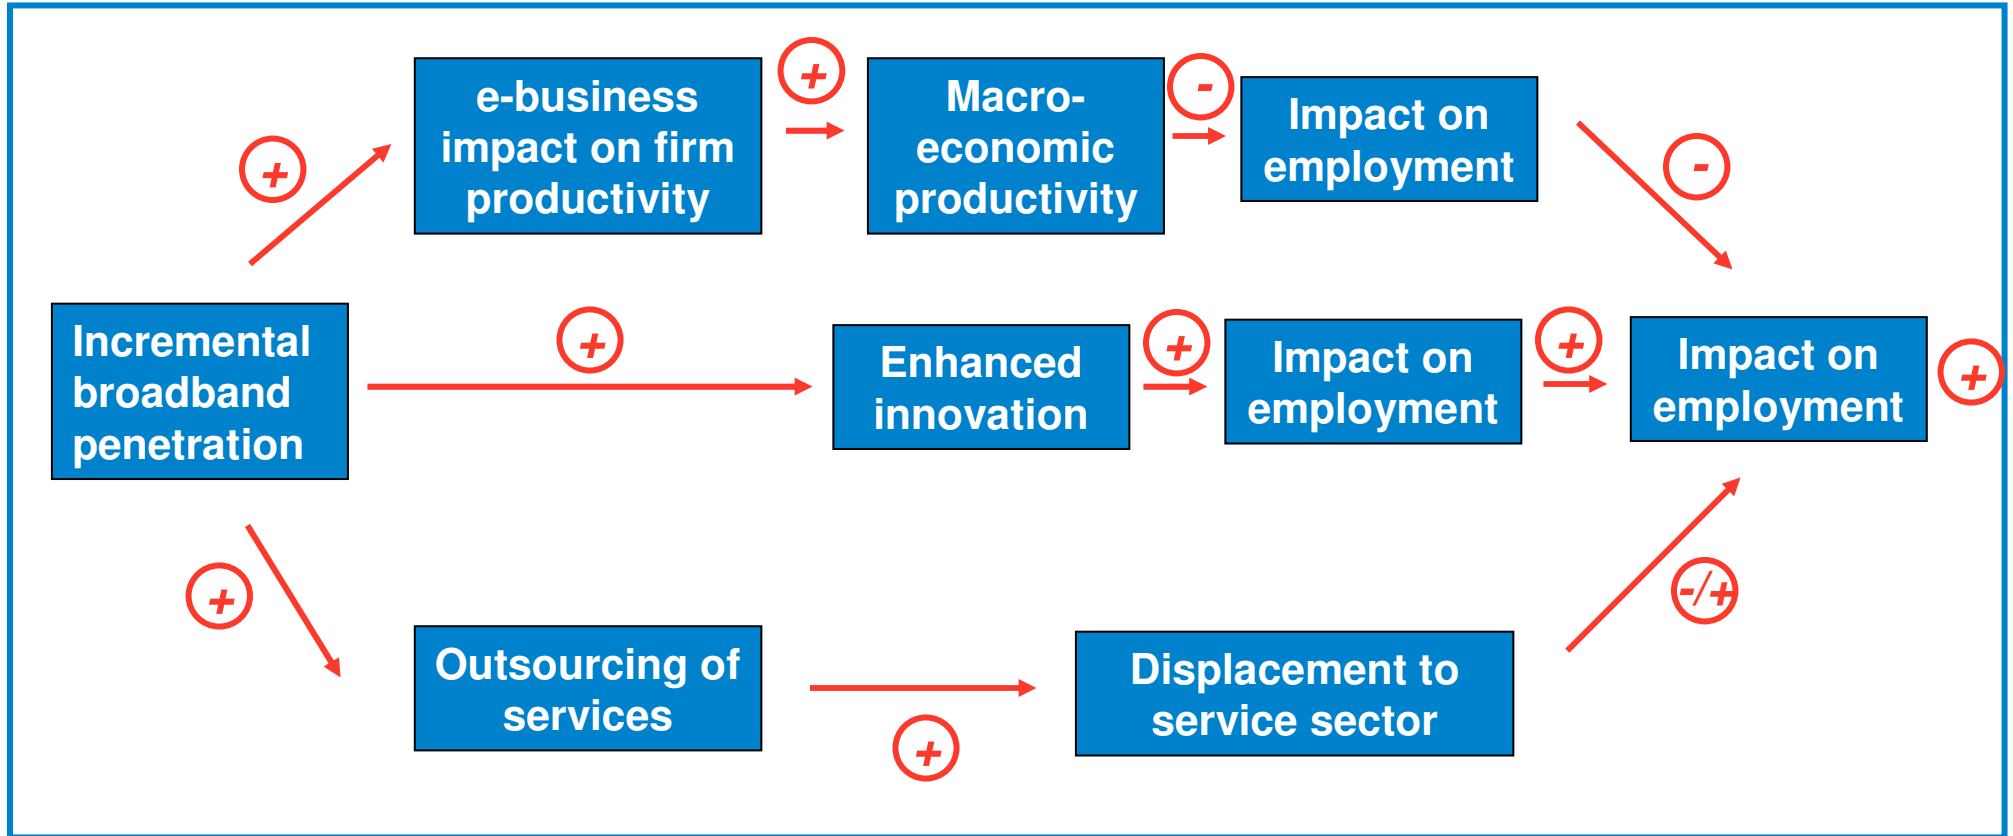 +
e-business
impact on firm
productivity
+
Macro-
economic
productivity
-
Impact on
employment
-
Incremental
broadband
penetration
+
Enhanced
innovation
+
Impact on
employment
+
Impact on
employment
+
+
Outsourcing of
services
+
Displacement to
service sector
-/+